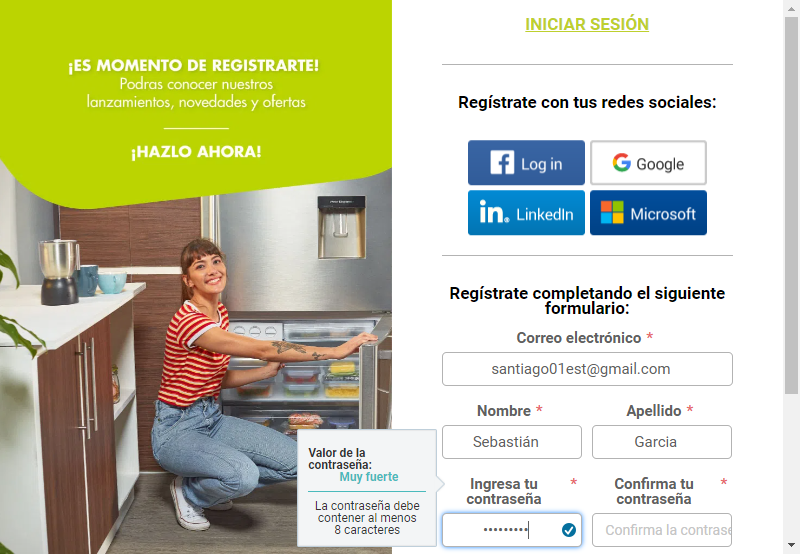 ¡ES MOMENTO DE REGISTRARTE!
Podras conocer nuestros
lanzamientos, novedades y ofertas
¡HAZLO AHORA!
INICIAR SESIÓN
Regístrate con tus redes sociales:
Log in
Google
LinkedIn
Microsoft
Regístrate completando el siguiente
formulario:
Correo electrónico *
santiago01est@gmail.com
Nombre *
Apellido *
Sebastián
Garcia
Valor de la
contraseña:
Muy fuerte
La contraseña debe
contener al menos
8 caracteres
Ingresa tu *
contraseña
Confirma tu *
contraseña
•••••••••
Confirma la contrase